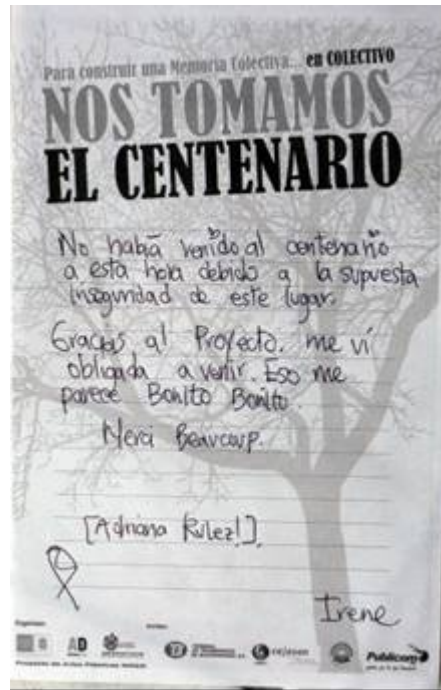 Para construir una Memoria Colectiva... en COLECTIVO
NOS TOMAMOS
EL CENTENARIO
No había venido al centenario
a esta hora debido a la supuesta
inseguridad de este lugar.
Gracias al Proyecto. me ví
obligada a venir. Eso me
parece Bonito Bonito.
Merci Beaucoup.
[Adriana Rulez!].
Irene
AD
Publicom